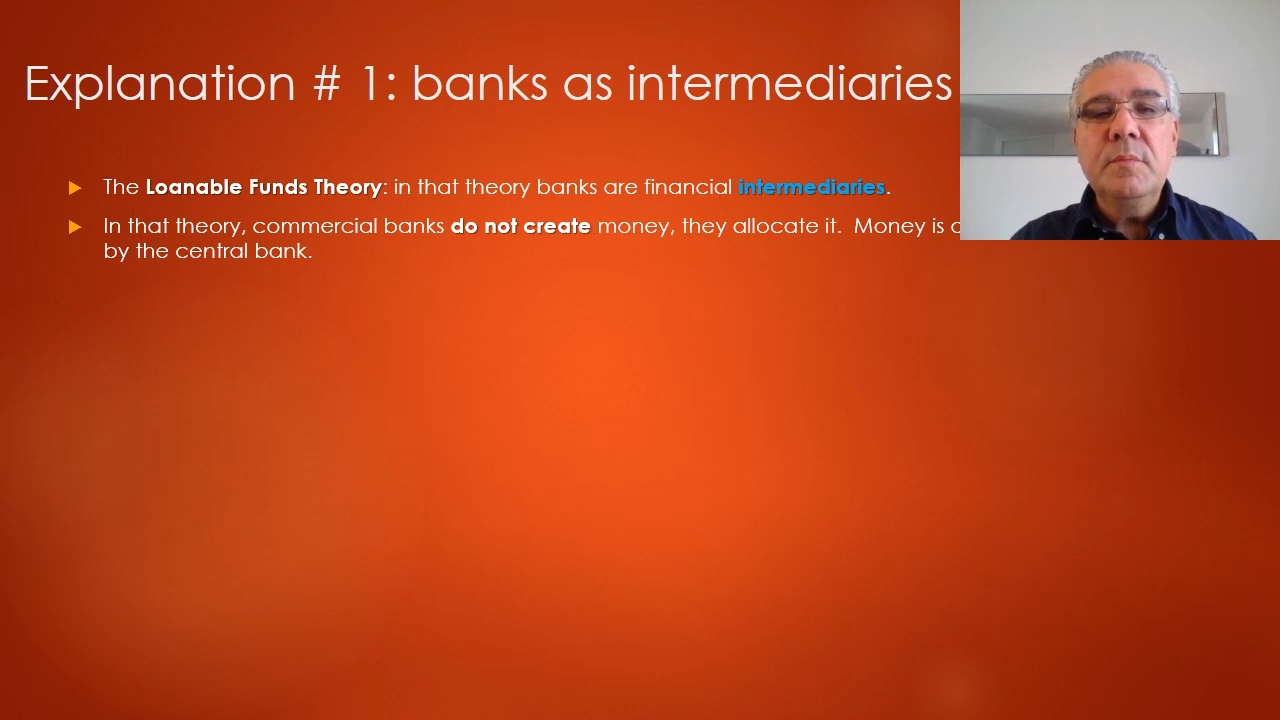 Explanation # 1: banks as intermediaries
The Loanable Funds Theory: in that theory banks are financial intermediaries.
In that theory, commercial banks do not create money, they allocate it. Money is
by the central bank.